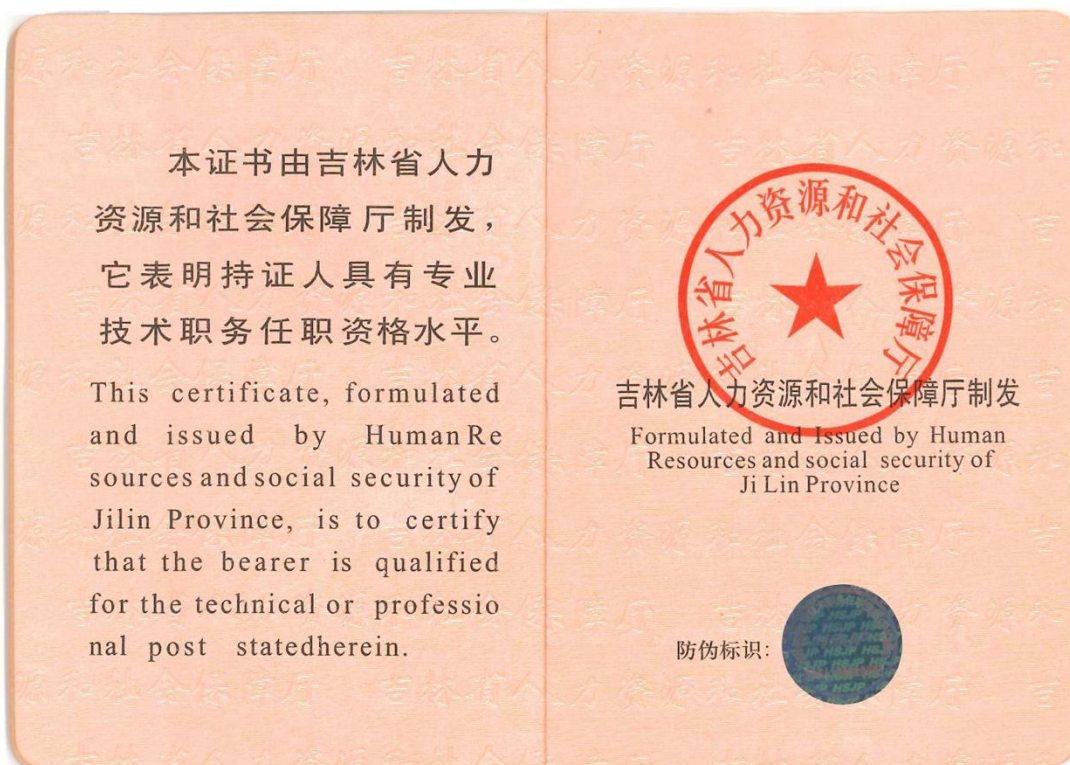 本证书由吉林省人力
资源和社会保障厅制发，
它表明持证人具有专业
技术职务任职资格水平。
This certificate, formulated
and issued by Human Re
sources and social security of
Jilin Province, is to certify
that the bearer is qualified
for the technical or professio
nal post statedherein.
吉林省人力资源和社会保障厅
吉林省人力资源和社会保障厅制发
Formulated and Issued by Human
Resources and social security of
Ji Lin Province
防伪标识：
HSJP